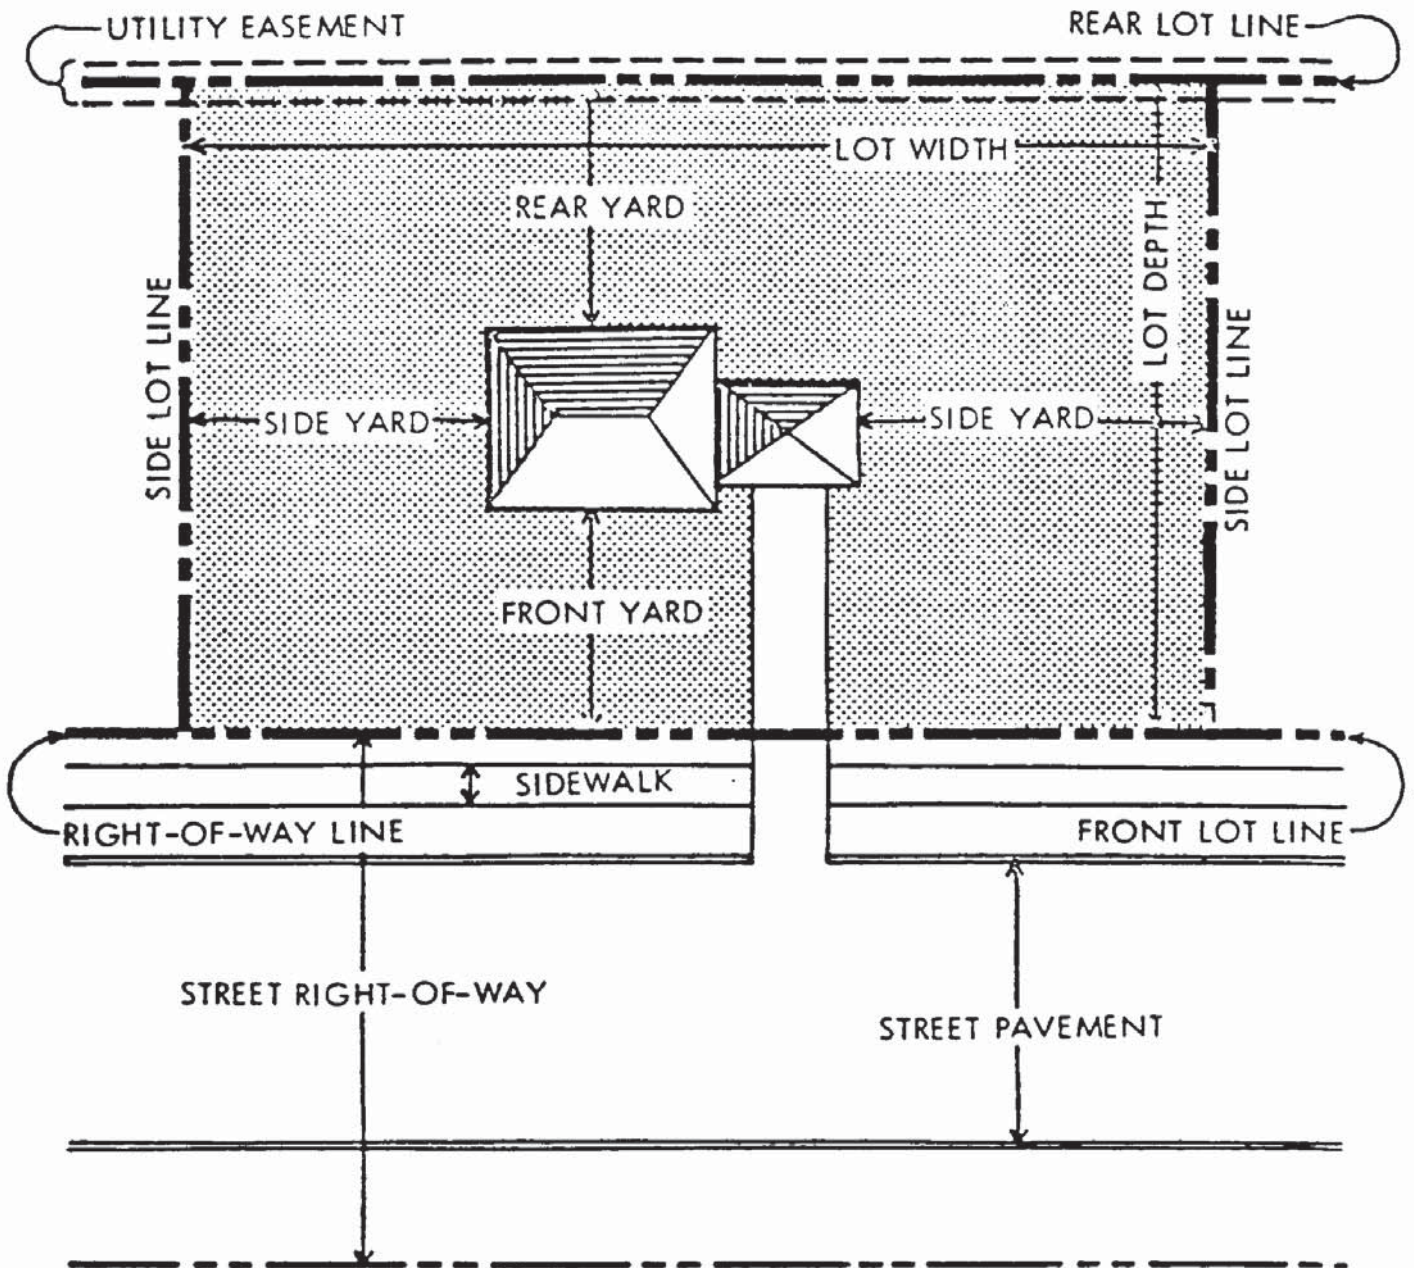 UTILITY EASEMENT
REAR LOT LINE
LOT WIDTH
REAR YARD
LOT DEPTH
SIDE LOT LINE
SIDE LOT LINE
SIDE YARD
SIDE YARD
FRONT YARD
SIDEWALK
RIGHT-OF-WAY LINE
FRONT LOT LINE
STREET RIGHT-OF-WAY
STREET PAVEMENT